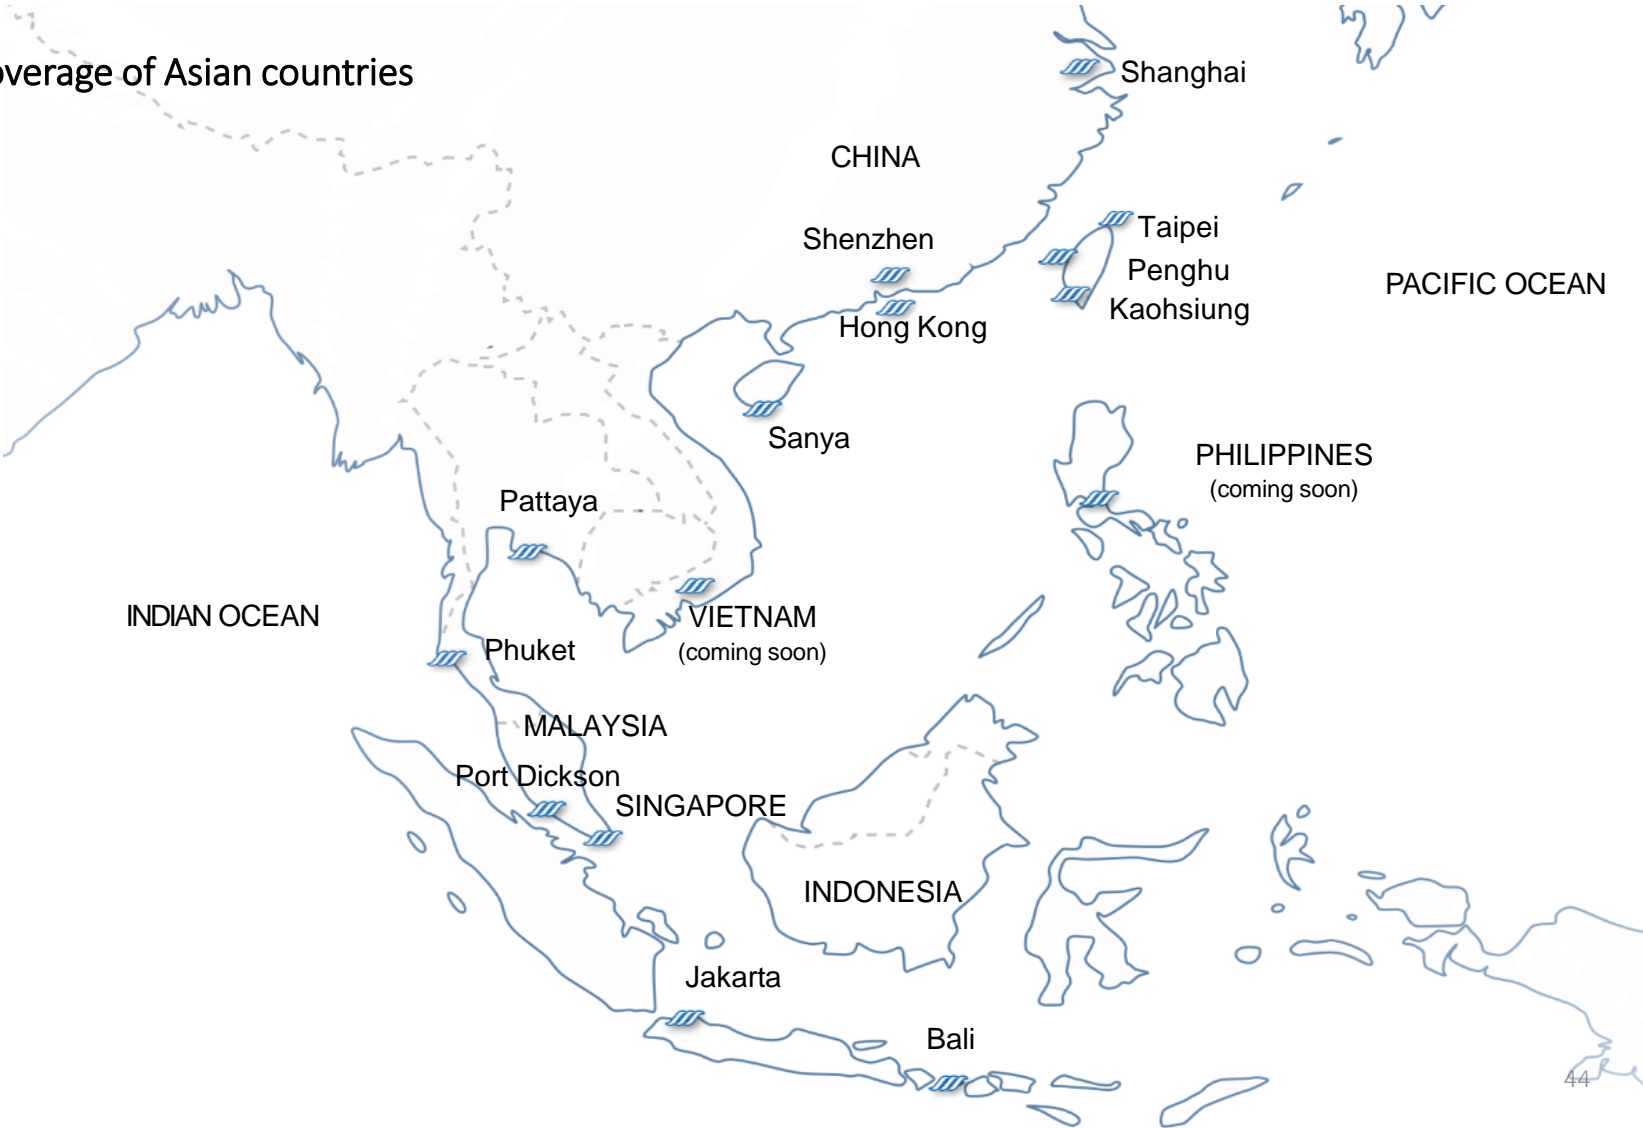 overage of Asian countries
Shanghai
CHINA
Taipei
Shenzhen
Penghu
PACIFIC OCEAN
Kaohsiung
Hong Kong
Sanya
PHILIPPINES
(coming soon)
Pattaya
INDIAN OCEAN
VIETNAM
(coming soon)
Phuket
MALAYSIA
Port Dickson
SINGAPORE
INDONESIA
Jakarta
Bali
44